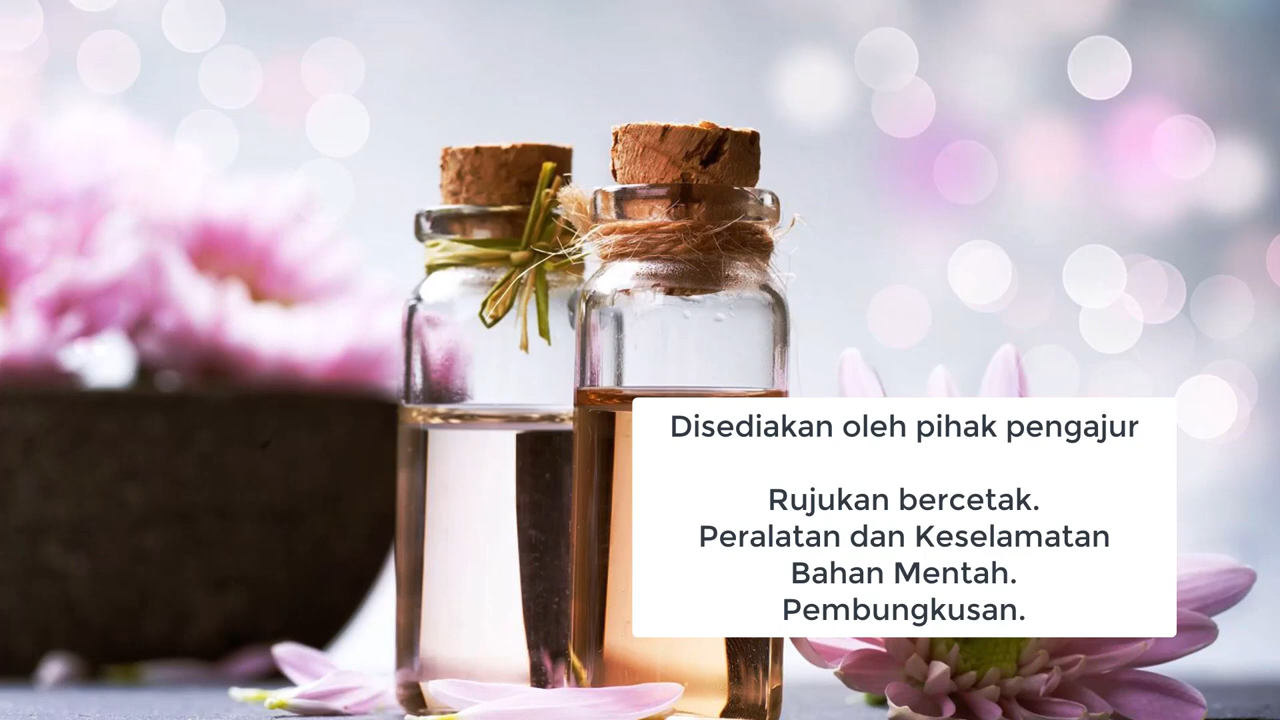 Disediakan oleh pihak pengajur
Rujukan bercetak.
Peralatan dan Keselamatan
Bahan Mentah.
Pembungkusan.